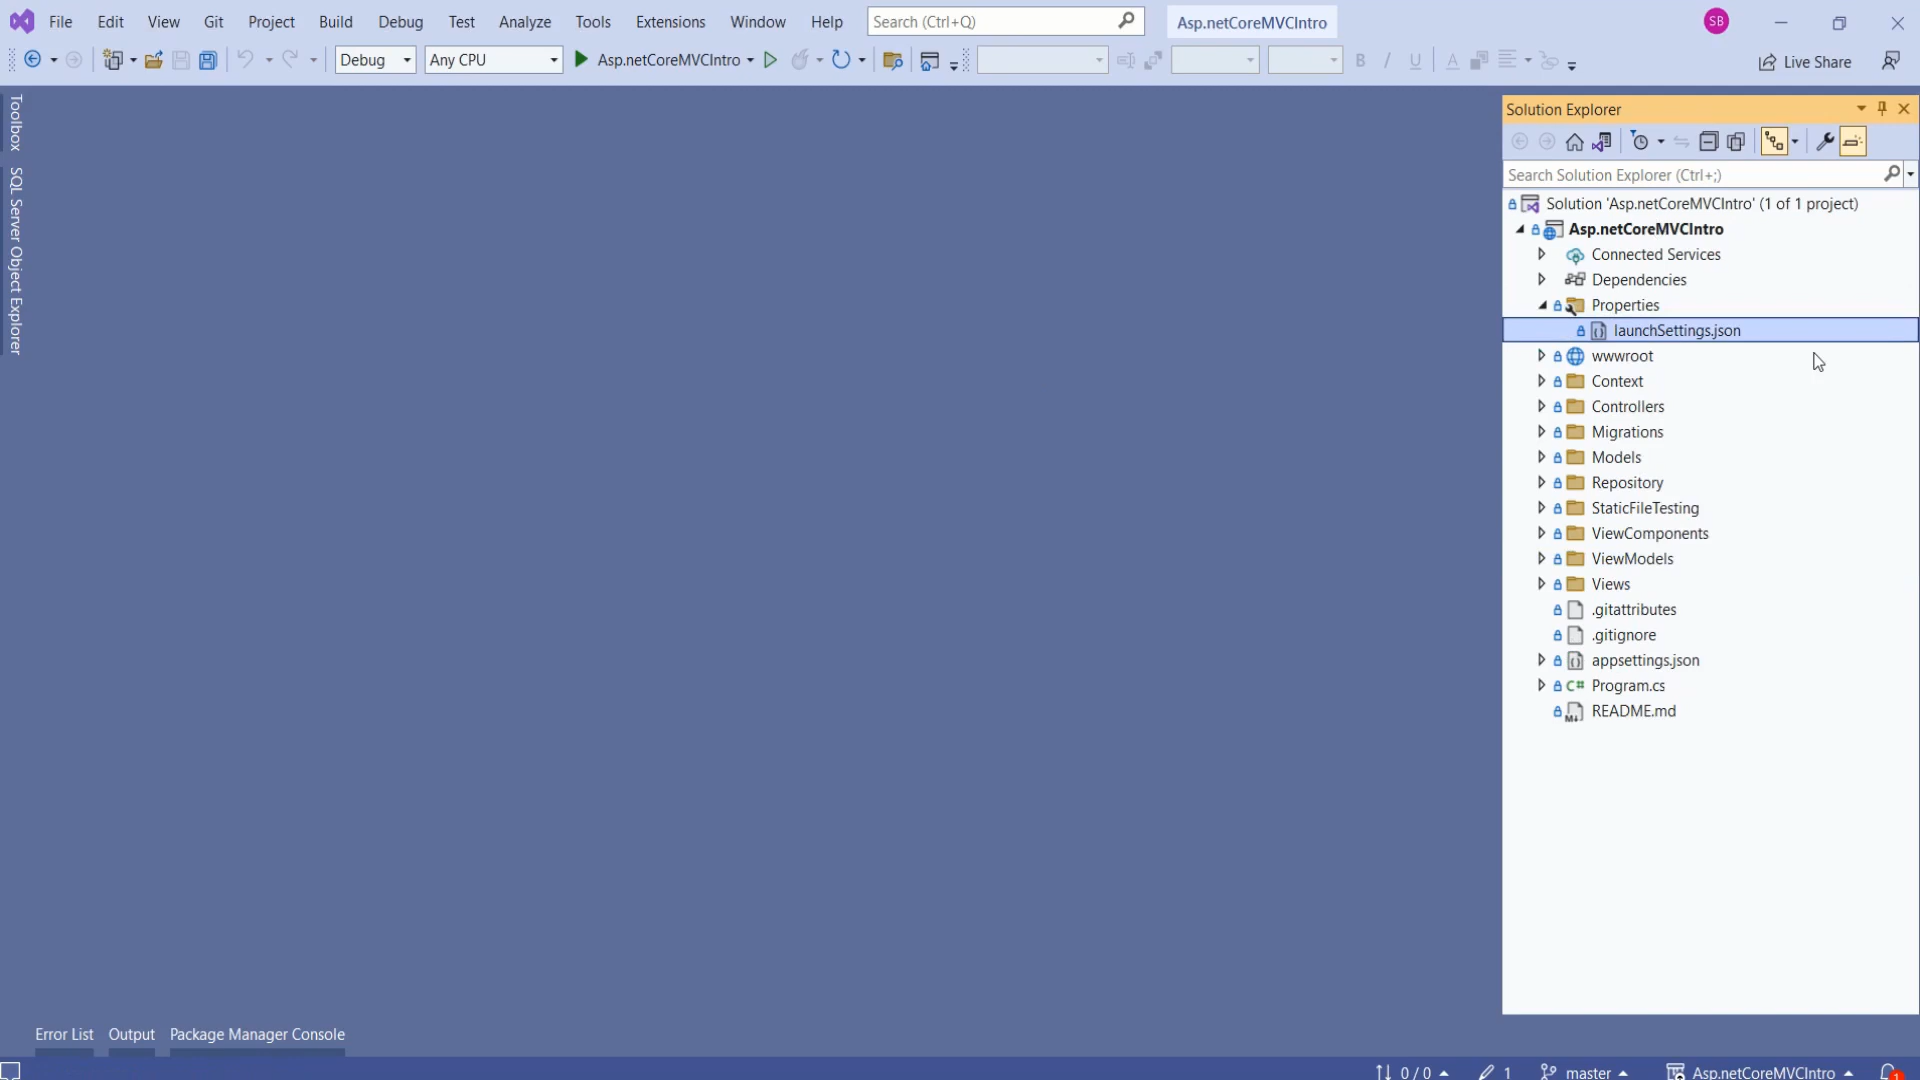 File Edit View Git Project Build Debug Test Analyze Tools Extensions Window Help Search (Ctrl+Q) Asp.netCoreMVCIntro SB
Debug Any CPU Asp.netCoreMVCIntro B I U A Live Share
Toolbox
SQL Server Object Explorer
Solution Explorer
Search Solution Explorer (Ctrl+;)
Solution 'Asp.netCoreMVCIntro' (1 of 1 project)
Asp.netCoreMVCIntro
Connected Services
Dependencies
Properties
launchSettings.json
wwwroot
Context
Controllers
Migrations
Models
Repository
StaticFileTesting
ViewComponents
ViewModels
Views
.gitattributes
.gitignore
appsettings.json
C# Program.cs
README.md
Error List Output Package Manager Console
0 / 0 1 master Asp.netCoreMVCIntro 1